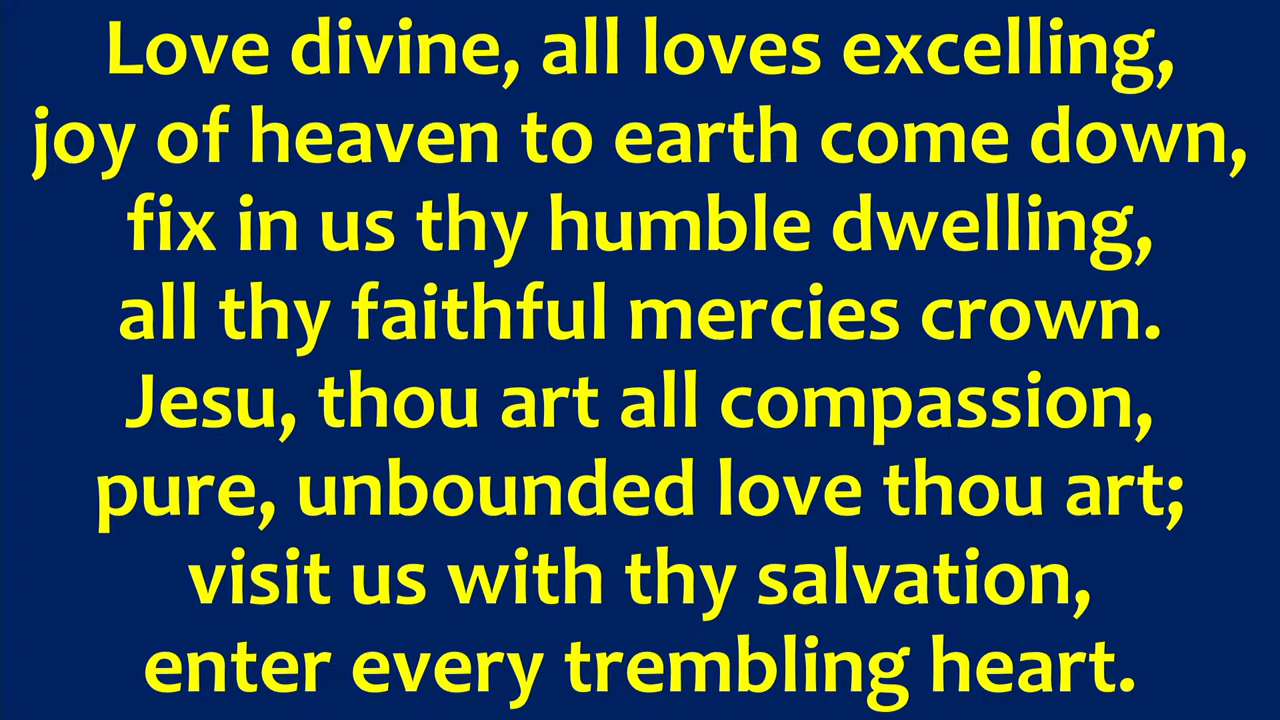 Love divine, all loves excelling,
joy of heaven to earth come down,
fix in us thy humble dwelling,
all thy faithful mercies crown.
Jesu, thou art all compassion,
pure, unbounded love thou art;
visit us with thy salvation,
enter every trembling heart.